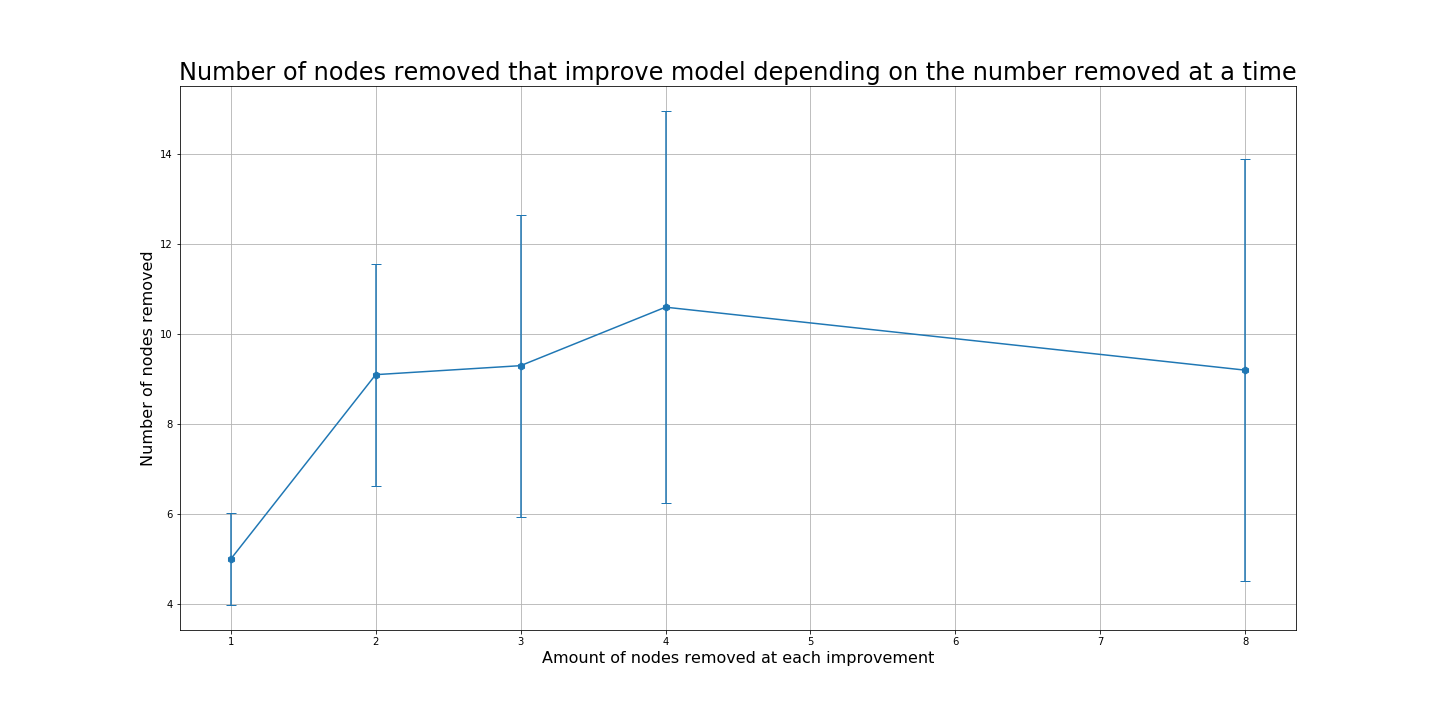 Number of nodes removed that improve model depending on the number removed at a time
14
12
10
8
6
4
Number of nodes removed
1 2 3 4 5 6 7 8
Amount of nodes removed at each improvement